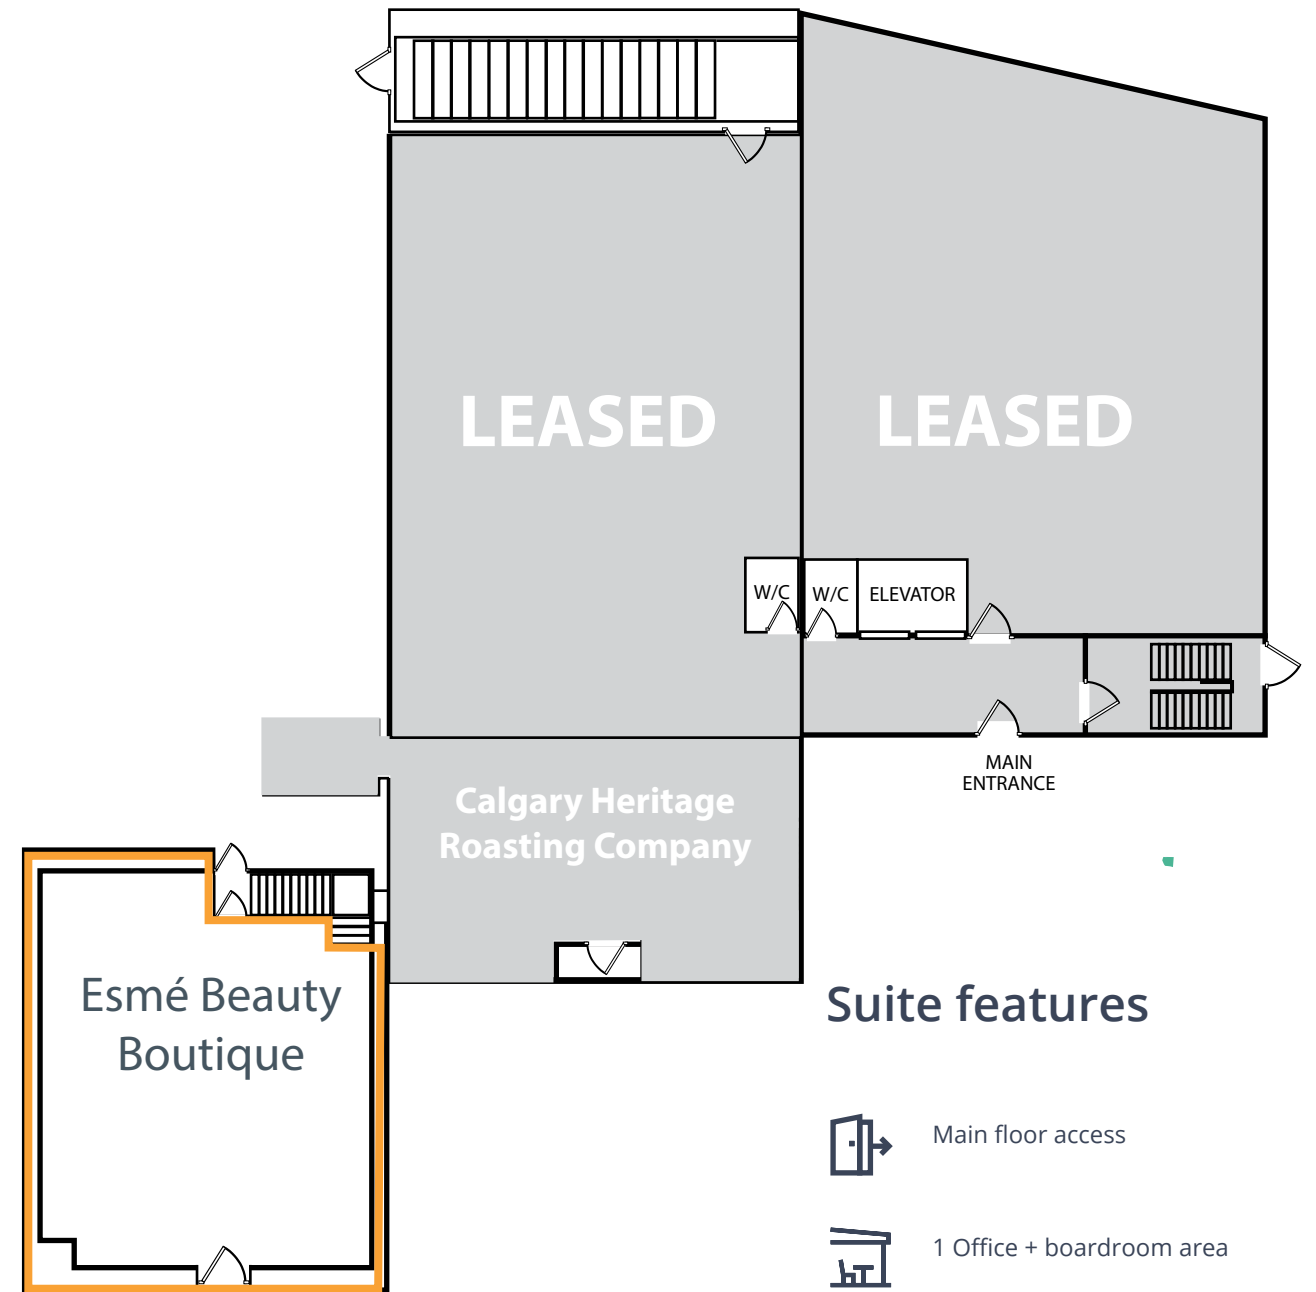 LEASED
LEASED
W/C
W/C
ELEVATOR
MAIN
ENTRANCE
Calgary Heritage
Roasting Company
Esmé Beauty
Boutique
Suite features
Main floor access
1 Office + boardroom area